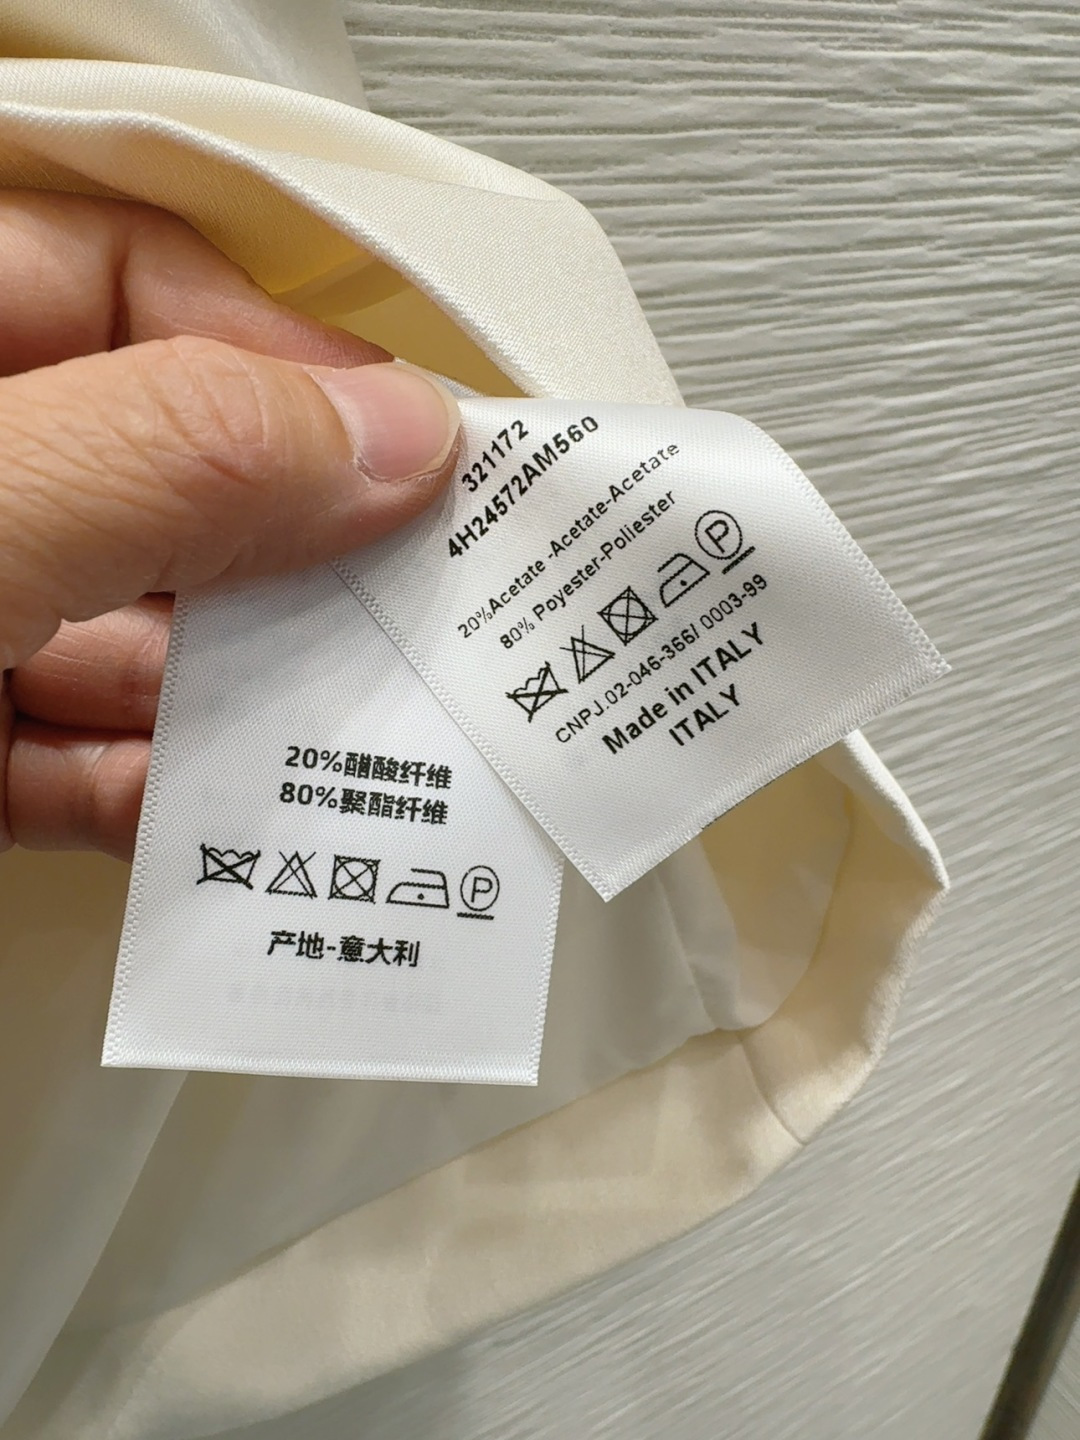 321172
4H24572AM560
20%Acetate -Acetate-Acetate
80% Poyester-Poliester
P
CNPJ.02-046-366/ 0003-99
Made in ITALY
ITALY
20%醋酸纤维
80%聚酯纤维
P
产地-意大利